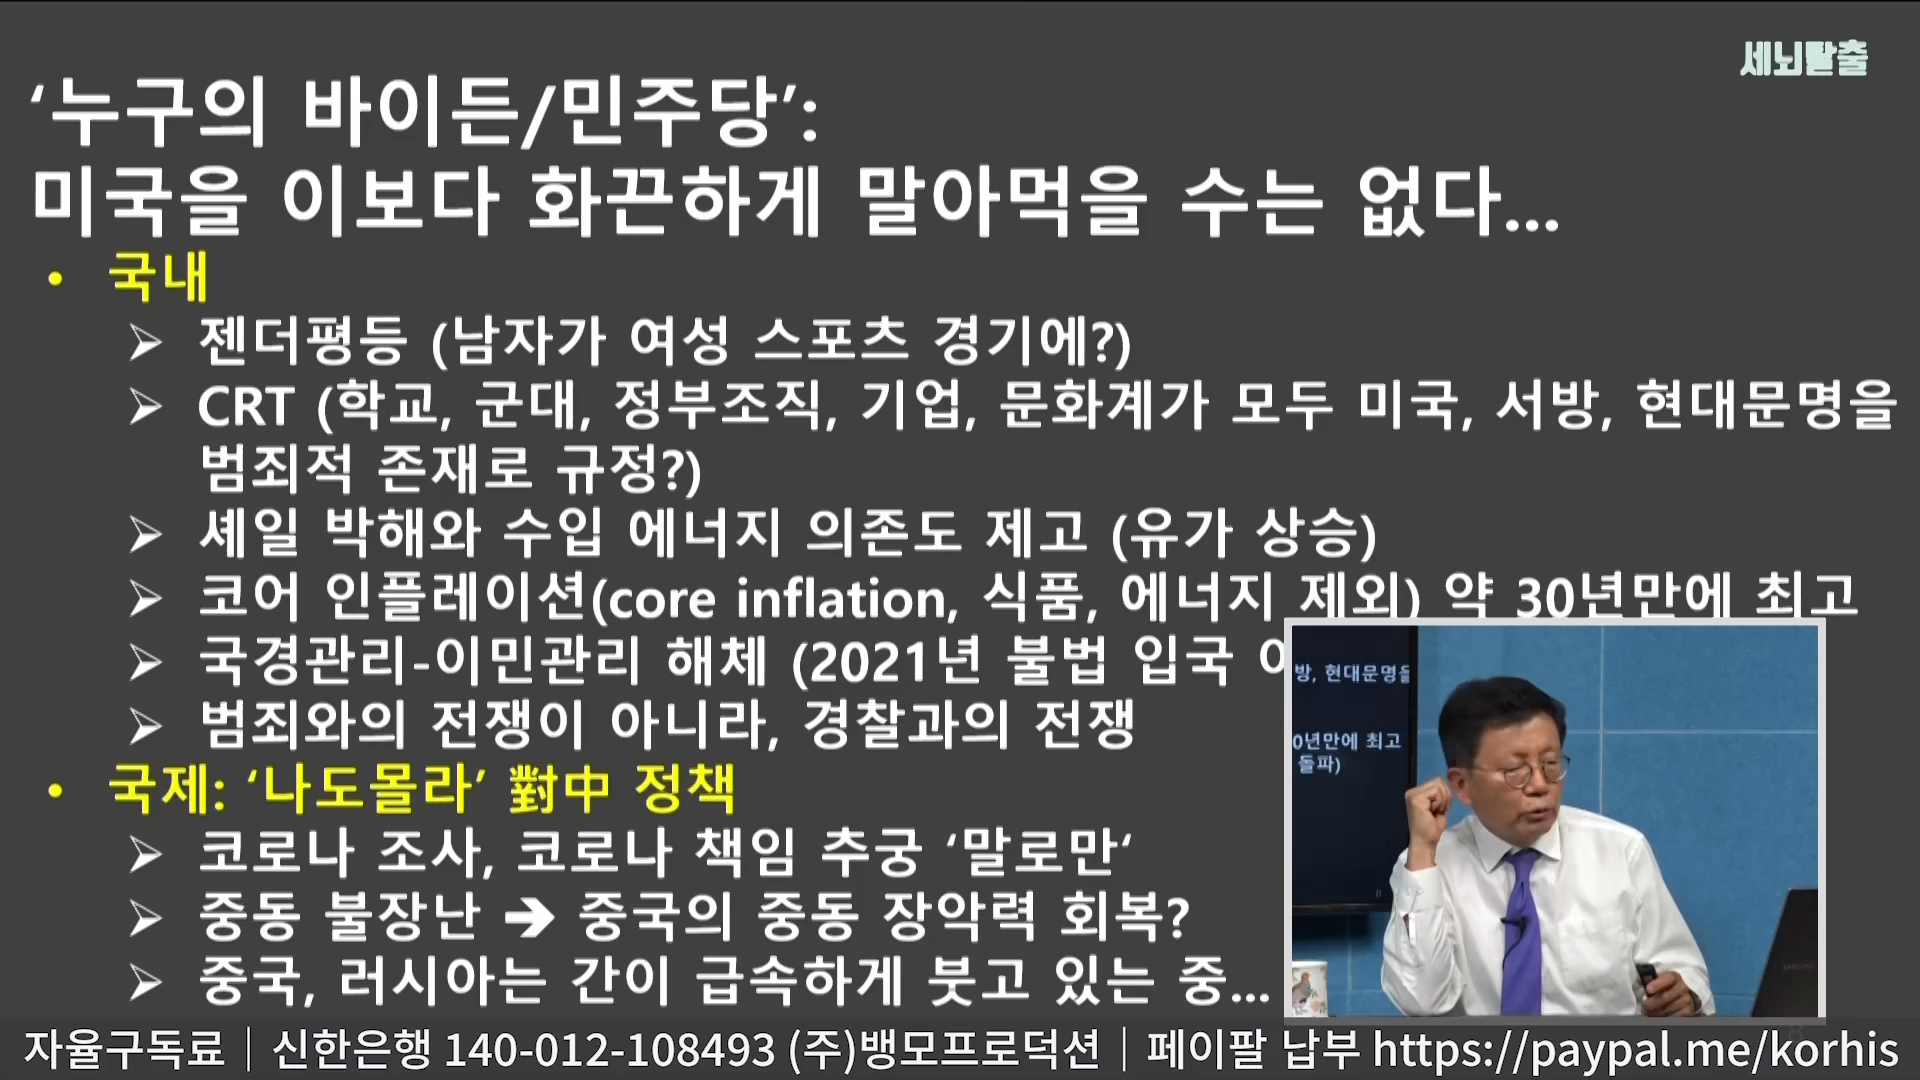 세뇌탈출
‘누구의 바이든/민주당’:
미국을 이보다 화끈하게 말아먹을 수는 없다...
• 국내
➢ 젠더평등 (남자가 여성 스포츠 경기에?)
➢ CRT (학교, 군대, 정부조직, 기업, 문화계가 모두 미국, 서방, 현대문명을
범죄적 존재로 규정?)
➢ 셰일 박해와 수입 에너지 의존도 제고 (유가 상승)
➢ 코어 인플레이션(core inflation, 식품, 에너지 제외) 약 30년만에 최고
➢ 국경관리-이민관리 해체 (2021년 불법 입국
➢ 범죄와의 전쟁이 아니라, 경찰과의 전쟁
• 국제: ‘나도몰라’ 對中 정책
➢ 코로나 조사, 코로나 책임 추궁 ‘말로만‘
➢ 중동 불장난 ➔ 중국의 중동 장악력 회복?
➢ 중국, 러시아는 간이 급속하게 붓고 있는 중...
방, 현대문명을
0년만에 최고
돌파)
자율구독료｜신한은행 140-012-108493 (주)뱅모프로덕션｜페이팔 납부 https://paypal.me/korhis